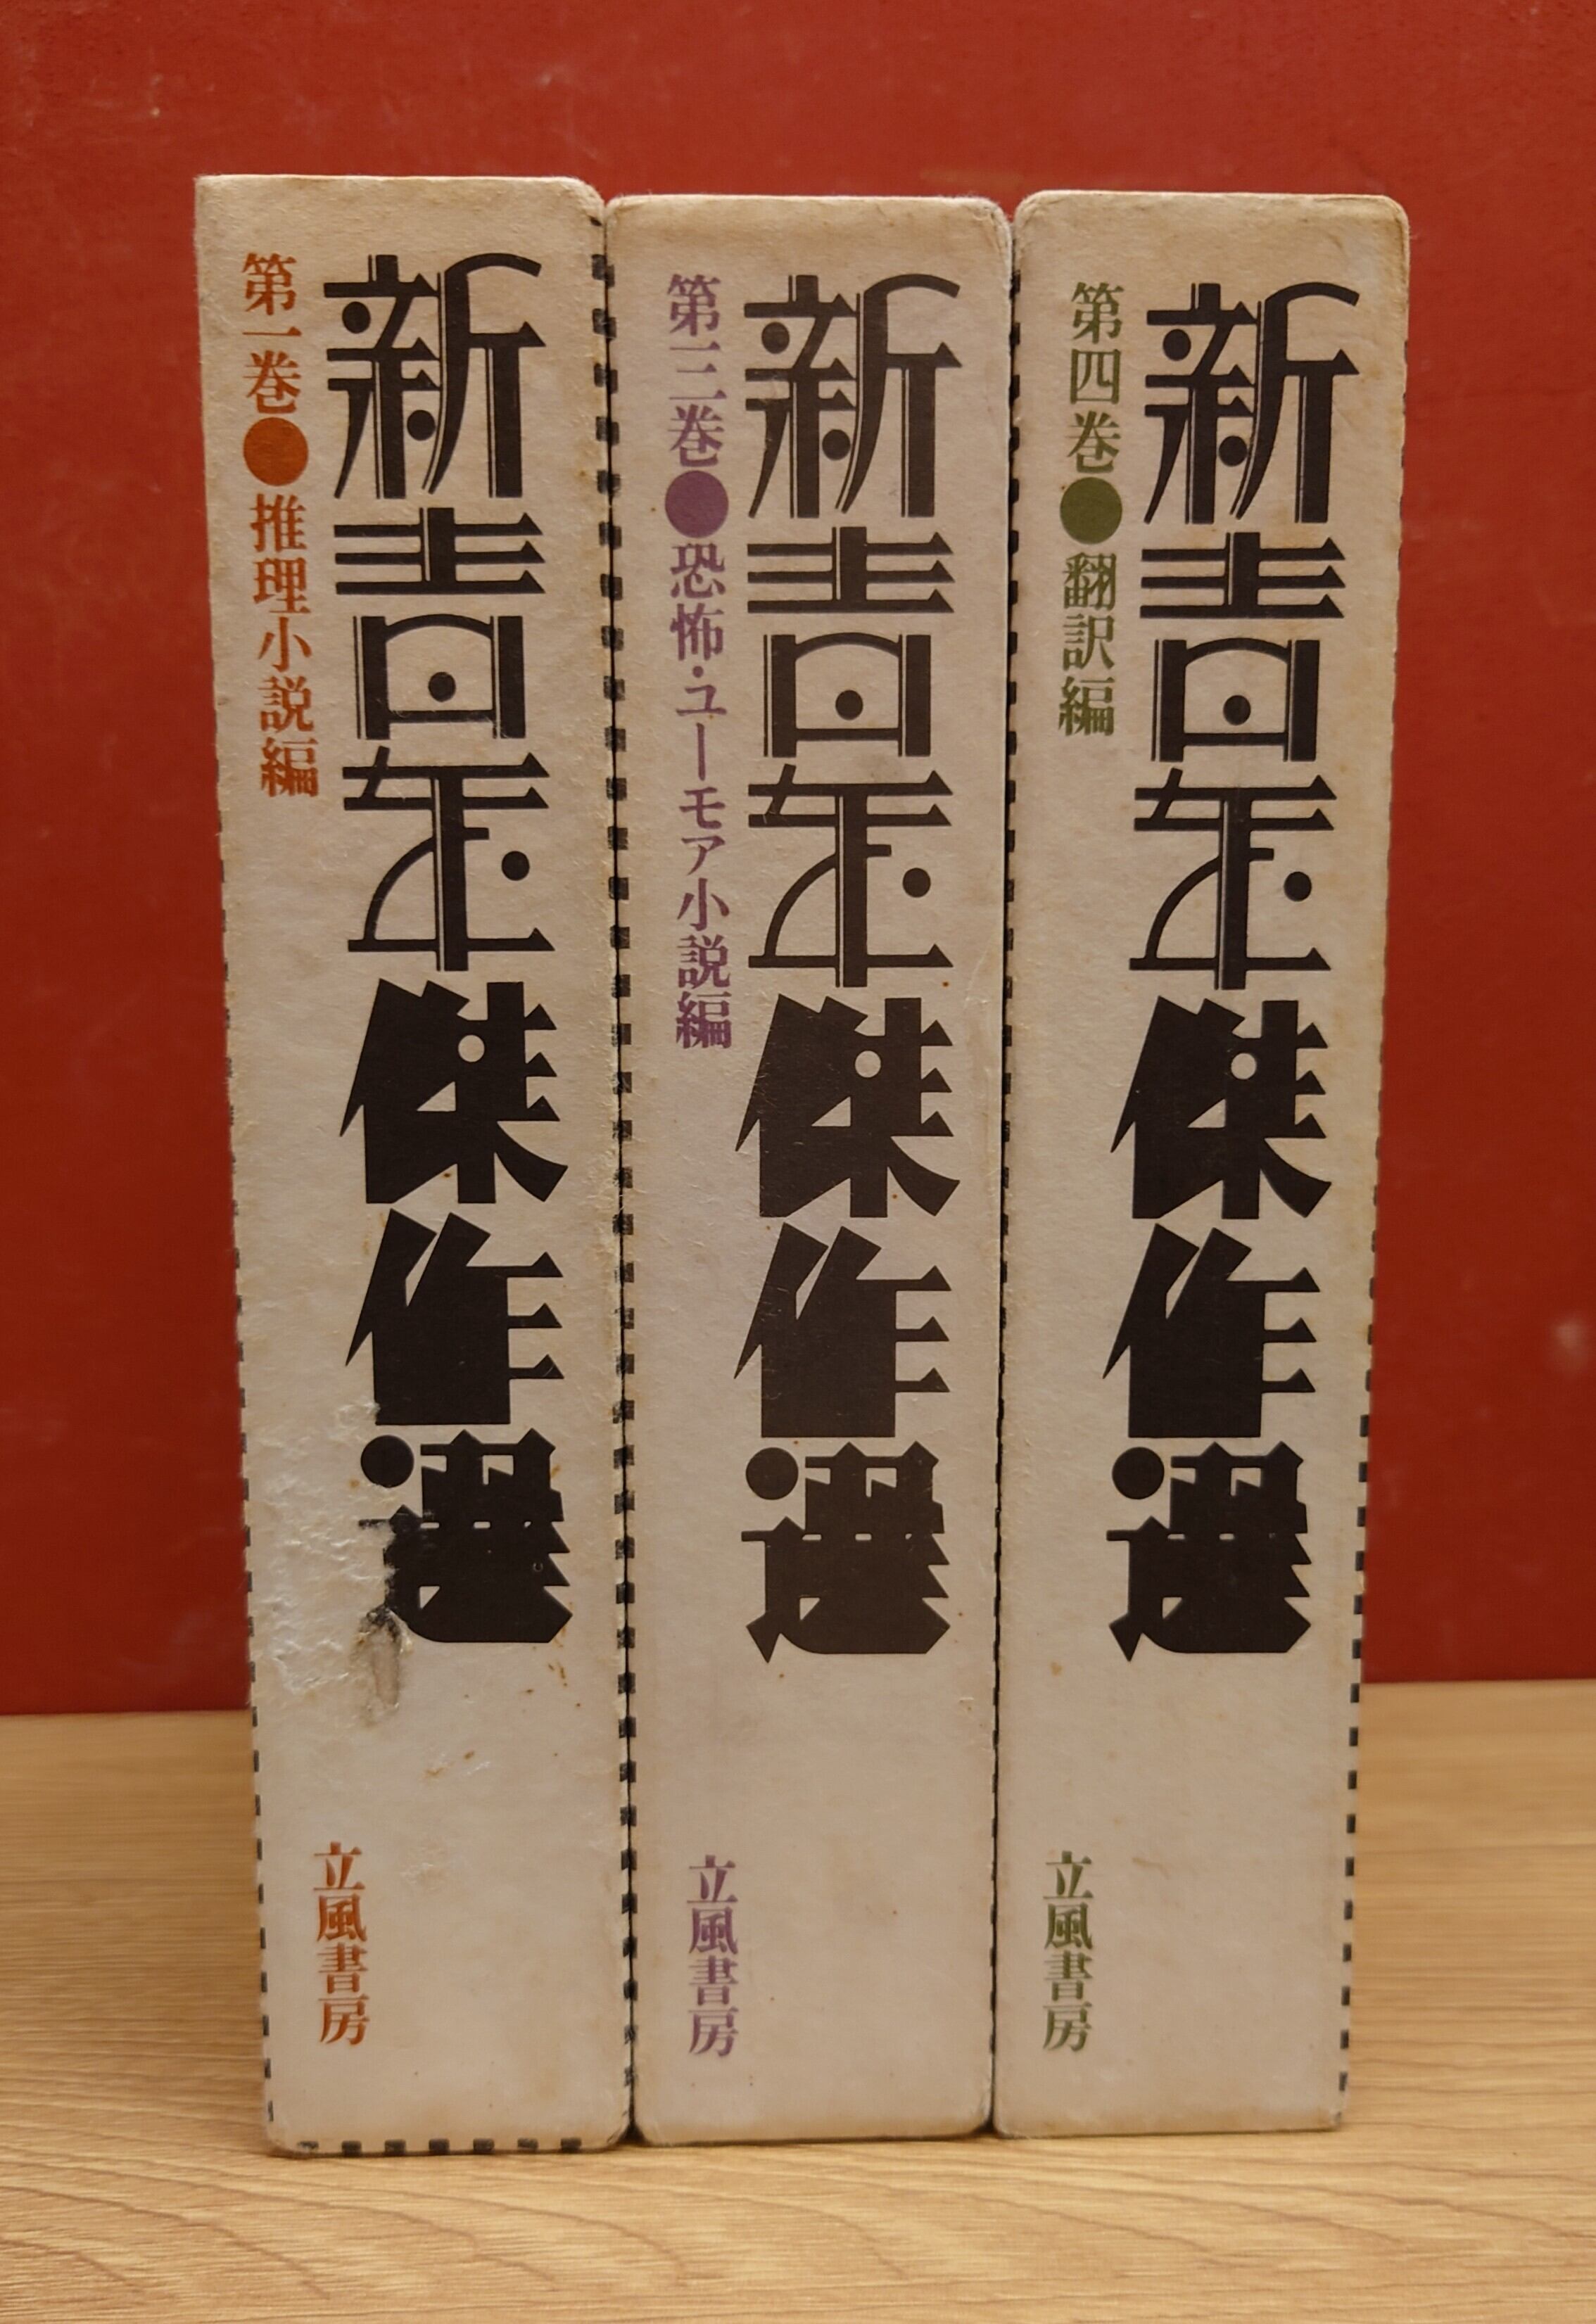 第一巻●推理小説編
新青年傑作選
立風書房
第三巻●恐怖・ユーモア小説編
新青年傑作選
立風書房
第四巻●翻訳編
新青年傑作選
立風書房